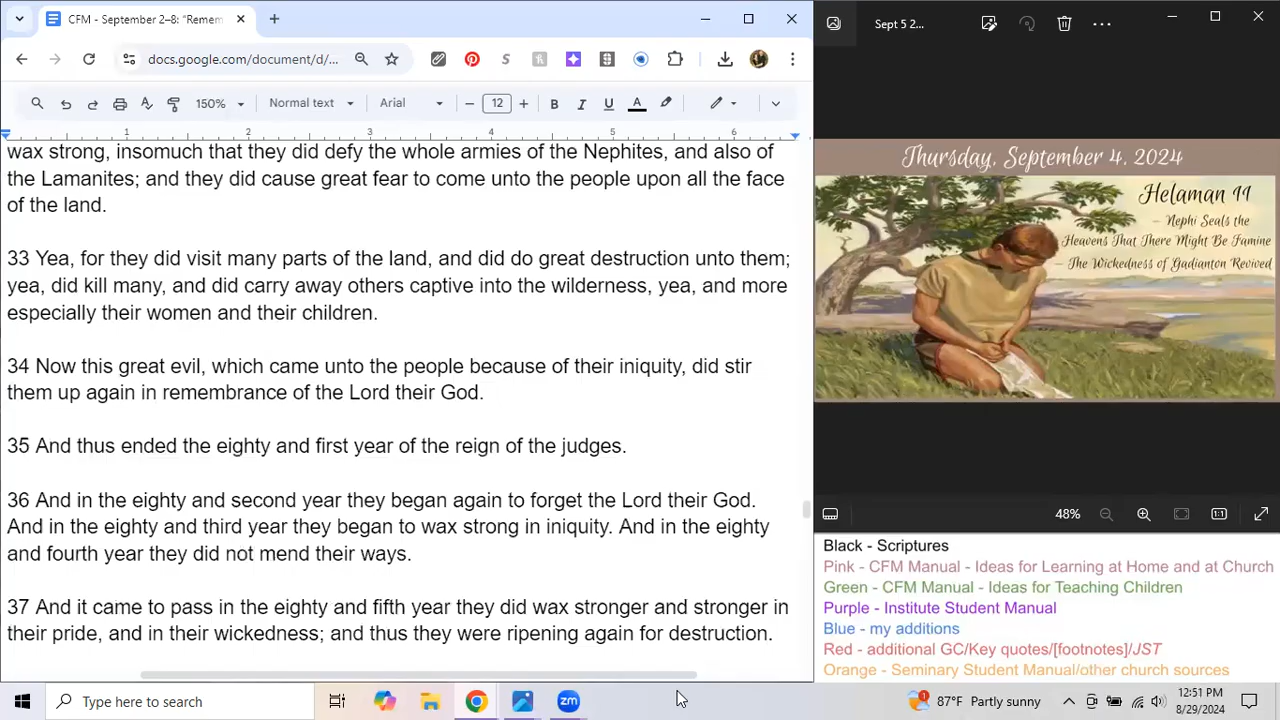 CFM - September 2–8: “Remem
docs.google.com/document/d/...
150%
Normal text
Arial
12
B I U A
1 2 3 4 5 6
wax strong, insomuch that they did defy the whole armies of the Nephites, and also of
the Lamanites; and they did cause great fear to come unto the people upon all the face
of the land.
33 Yea, for they did visit many parts of the land, and did do great destruction unto them;
yea, did kill many, and did carry away others captive into the wilderness, yea, and more
especially their women and their children.
34 Now this great evil, which came unto the people because of their iniquity, did stir
them up again in remembrance of the Lord their God.
35 And thus ended the eighty and first year of the reign of the judges.
36 And in the eighty and second year they began again to forget the Lord their God.
And in the eighty and third year they began to wax strong in iniquity. And in the eighty
and fourth year they did not mend their ways.
37 And it came to pass in the eighty and fifth year they did wax stronger and stronger in
their pride, and in their wickedness; and thus they were ripening again for destruction.
Sept 5 2...
Thursday, September 4, 2024
Helaman 11
– Nephi Seals the
Heavens That There Might Be Famine
– The Wickedness of Gadianton Revived
48%
1:1
Black - Scriptures
Pink - CFM Manual - Ideas for Learning at Home and at Church
Green - CFM Manual - Ideas for Teaching Children
Purple - Institute Student Manual
Blue - my additions
Red - additional GC/Key quotes/[footnotes]/JST
Orange - Seminary Student Manual/other church sources
Type here to search
zm
1
87°F Partly sunny
12:51 PM
8/29/2024